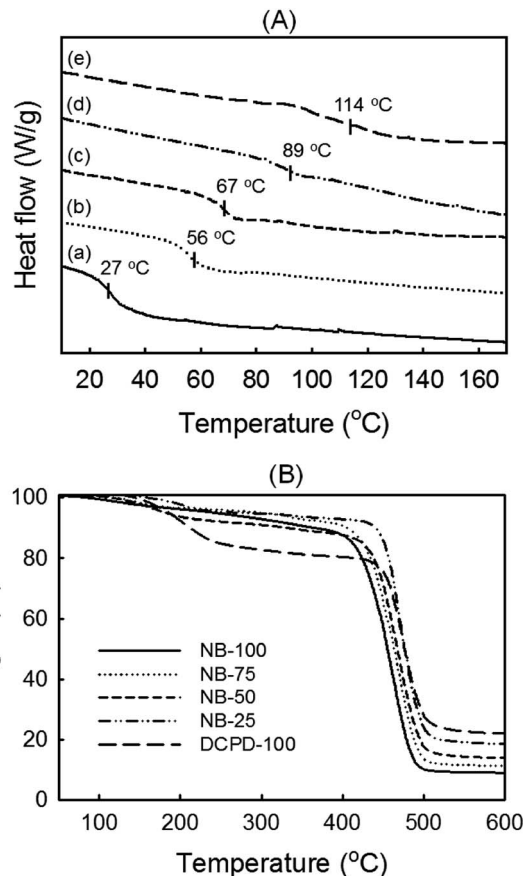 (A)
Heat flow (W/g)
(e)
114 °C
(d)
89 °C
(c)
67 °C
(b)
56 °C
(a)
27 °C
20 40 60 80 100 120 140 160
Temperature (°C)
(B)
100
80
60
40
20
0
NB-100
NB-75
NB-50
NB-25
DCPD-100
100 200 300 400 500 600
Temperature (°C)